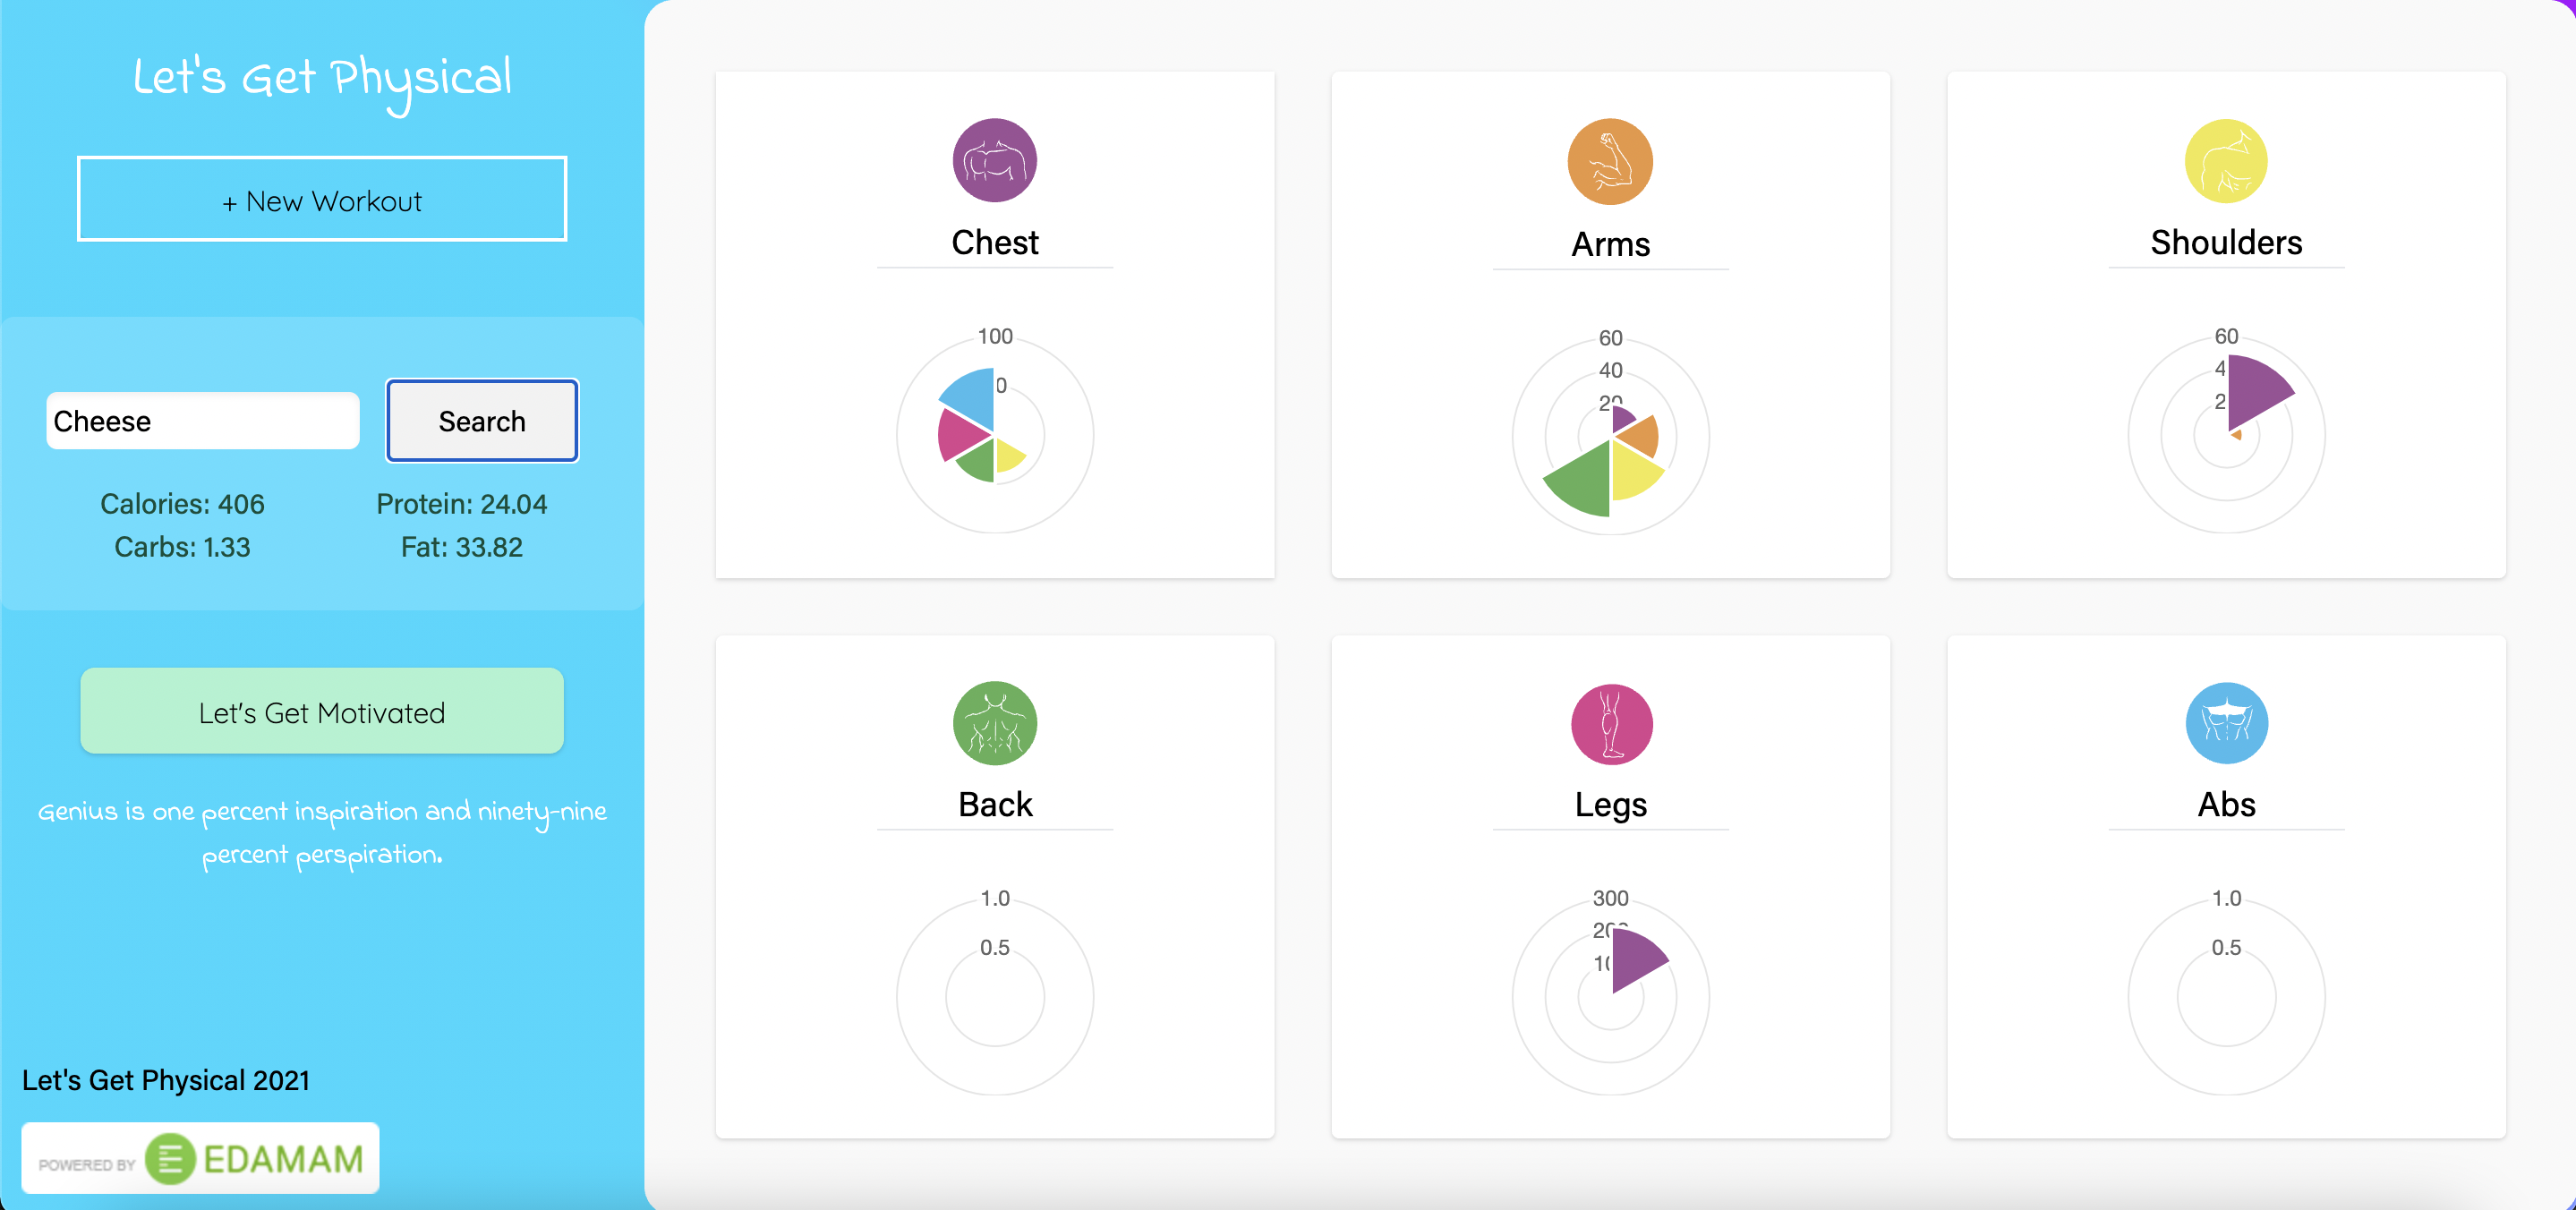 Let's Get Physical
+ New Workout
Cheese
Search
Calories: 406
Protein: 24.04
Carbs: 1.33
Fat: 33.82
Let's Get Motivated
Genius is one percent inspiration and ninety-nine
percent perspiration.
Let's Get Physical 2021
POWERED BY EDAMAM
Chest
100
0
Arms
60
40
20
Shoulders
60
4
2
Back
1.0
0.5
Legs
300
Abs
1.0
0.5